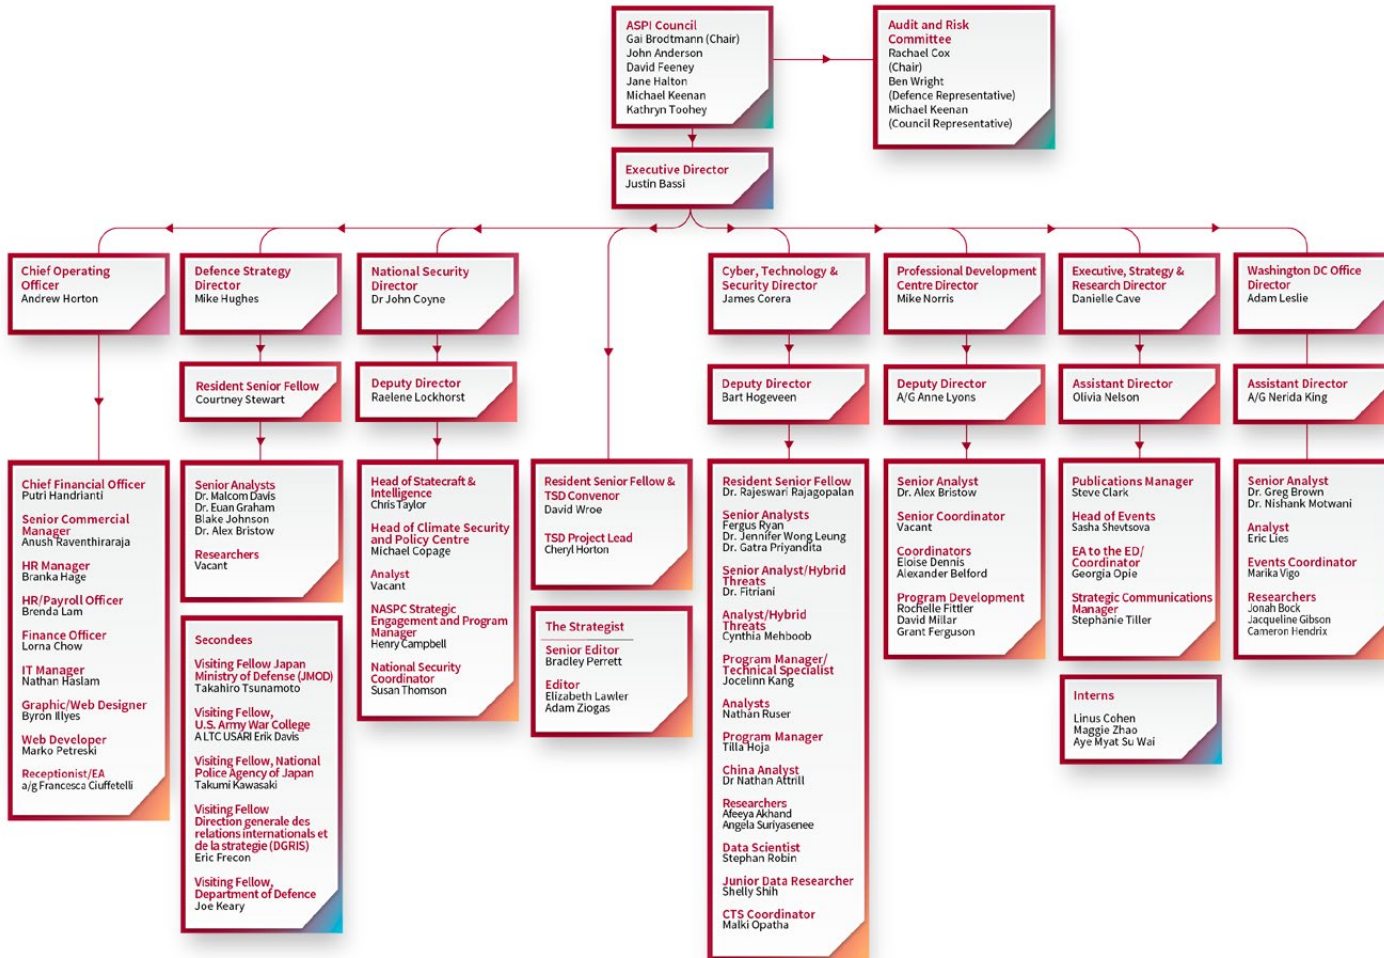 ASPI Council
Gai Brodtmann (Chair)
John Anderson
David Feeney
Jane Halton
Michael Keenan
Kathryn Toohey
Audit and Risk
Committee
Rachael Cox
(Chair)
Ben Wright
(Defence Representative)
Michael Keenan
(Council Representative)
Executive Director
Justin Bassi
Chief Operating
Officer
Andrew Horton
Defence Strategy
Director
Mike Hughes
National Security
Director
Dr John Coyne
Cyber, Technology &
Security Director
James Corera
Professional Development
Centre Director
Mike Norris
Executive, Strategy &
Research Director
Danielle Cave
Washington DC Office
Director
Adam Leslie
Resident Senior Fellow
Courtney Stewart
Deputy Director
Raelene Lockhorst
Deputy Director
Bart Hogeveen
Deputy Director
A/G Anne Lyons
Assistant Director
Olivia Nelson
Assistant Director
A/G Nerida King
Chief Financial Officer
Putri Handrianti
Senior Commercial
Manager
Anush Raventhiraraja
HR Manager
Branka Hage
HR/Payroll Officer
Brenda Lam
Finance Officer
Lorna Chow
IT Manager
Nathan Haslam
Graphic/Web Designer
Byron Illyes
Web Developer
Marko Petreski
Receptionist/EA
a/g Francesca Ciuffetelli
Senior Analysts
Dr. Malcom Davis
Dr. Euan Graham
Blake Johnson
Dr. Alex Bristow
Researchers
Vacant
Secondees
Visiting Fellow Japan
Ministry of Defense (JMOD)
Takahiro Tsunamoto
Visiting Fellow,
U.S. Army War College
A LTC USARI Erik Davis
Visiting Fellow, National
Police Agency of Japan
Takumi Kawasaki
Visiting Fellow
Direction generale des
relations internationals et
de la strategie (DGRIS)
Eric Frecon
Visiting Fellow,
Department of Defence
Joe Keary
Head of Statecraft &
Intelligence
Chris Taylor
Head of Climate Security
and Policy Centre
Michael Copage
Analyst
Vacant
NASPC Strategic
Engagement and Program
Manager
Henry Campbell
National Security
Coordinator
Susan Thomson
Resident Senior Fellow &
TSD Convenor
David Wroe
TSD Project Lead
Cheryl Horton
The Strategist
Senior Editor
Bradley Perrett
Editor
Elizabeth Lawler
Adam Ziogas
Resident Senior Fellow
Dr. Rajeswari Rajagopalan
Senior Analysts
Fergus Ryan
Dr. Jennifer Wong Leung
Dr. Gatra Priyandita
Senior Analyst/Hybrid
Threats
Dr. Fitriani
Analyst/Hybrid
Threats
Cynthia Mehboob
Program Manager/
Technical Specialist
Jocelinn Kang
Analysts
Nathan Ruser
Program Manager
Tilla Hoja
China Analyst
Dr Nathan Attrill
Researchers
Afeeya Akhand
Angela Suriyasenee
Data Scientist
Stephan Robin
Junior Data Researcher
Shelly Shih
CTS Coordinator
Malki Opatha
Senior Analyst
Dr. Alex Bristow
Senior Coordinator
Vacant
Coordinators
Eloise Dennis
Alexander Belford
Program Development
Rochelle Fittler
David Millar
Grant Ferguson
Publications Manager
Steve Clark
Head of Events
Sasha Shevtsova
EA to the ED/
Coordinator
Georgia Opie
Strategic Communications
Manager
Stephanie Tiller
Interns
Linus Cohen
Maggie Zhao
Aye Myat Su Wai
Senior Analyst
Dr. Greg Brown
Dr. Nishank Motwani
Analyst
Eric Lies
Events Coordinator
Marika Vigo
Researchers
Jonah Bock
Jacqueline Gibson
Cameron Hendrix